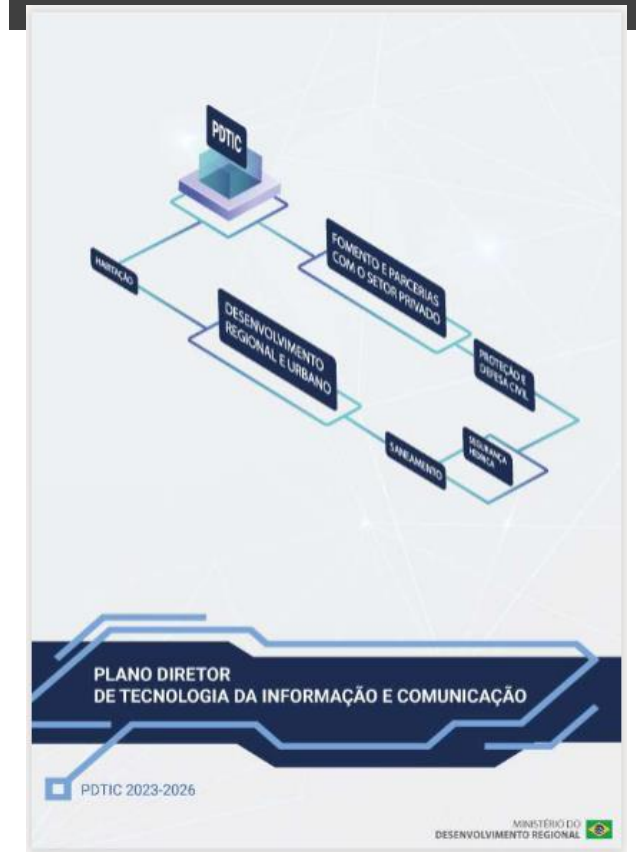 PDTIC
FOMENTO E PARCERIAS
COM O SETOR PRIVADO
HABITAÇÃO
DESENVOLVIMENTO
REGIONAL E URBANO
PROTEÇÃO E
DEFESA CIVIL
SEGURANÇA
HÍDRICA
SANEAMENTO
PLANO DIRETOR
DE TECNOLOGIA DA INFORMAÇÃO E COMUNICAÇÃO
PDTIC 2023-2026
MINISTÉRIO DO
DESENVOLVIMENTO REGIONAL